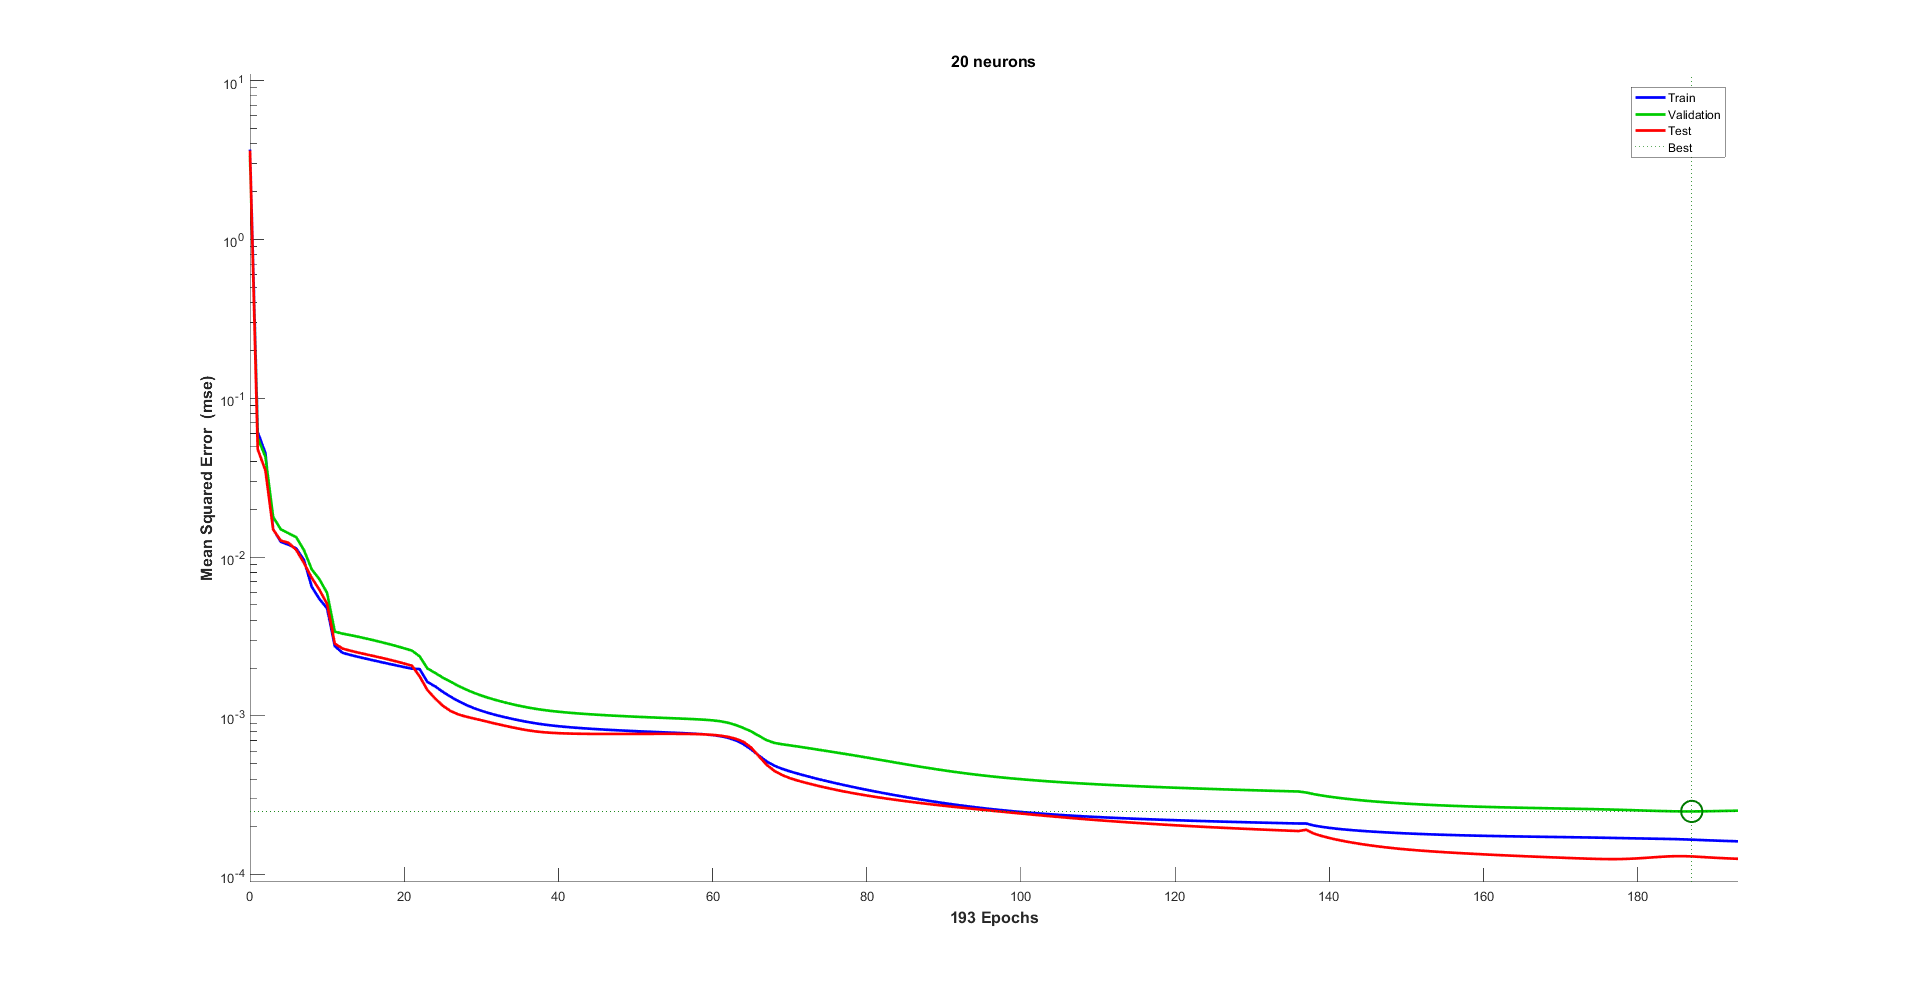 20 neurons
Train
Validation
Test
Best
Mean Squared Error (mse)
10^1
10^0
10^-1
10^-2
10^-3
10^-4
0 20 40 60 80 100 120 140 160 180
193 Epochs